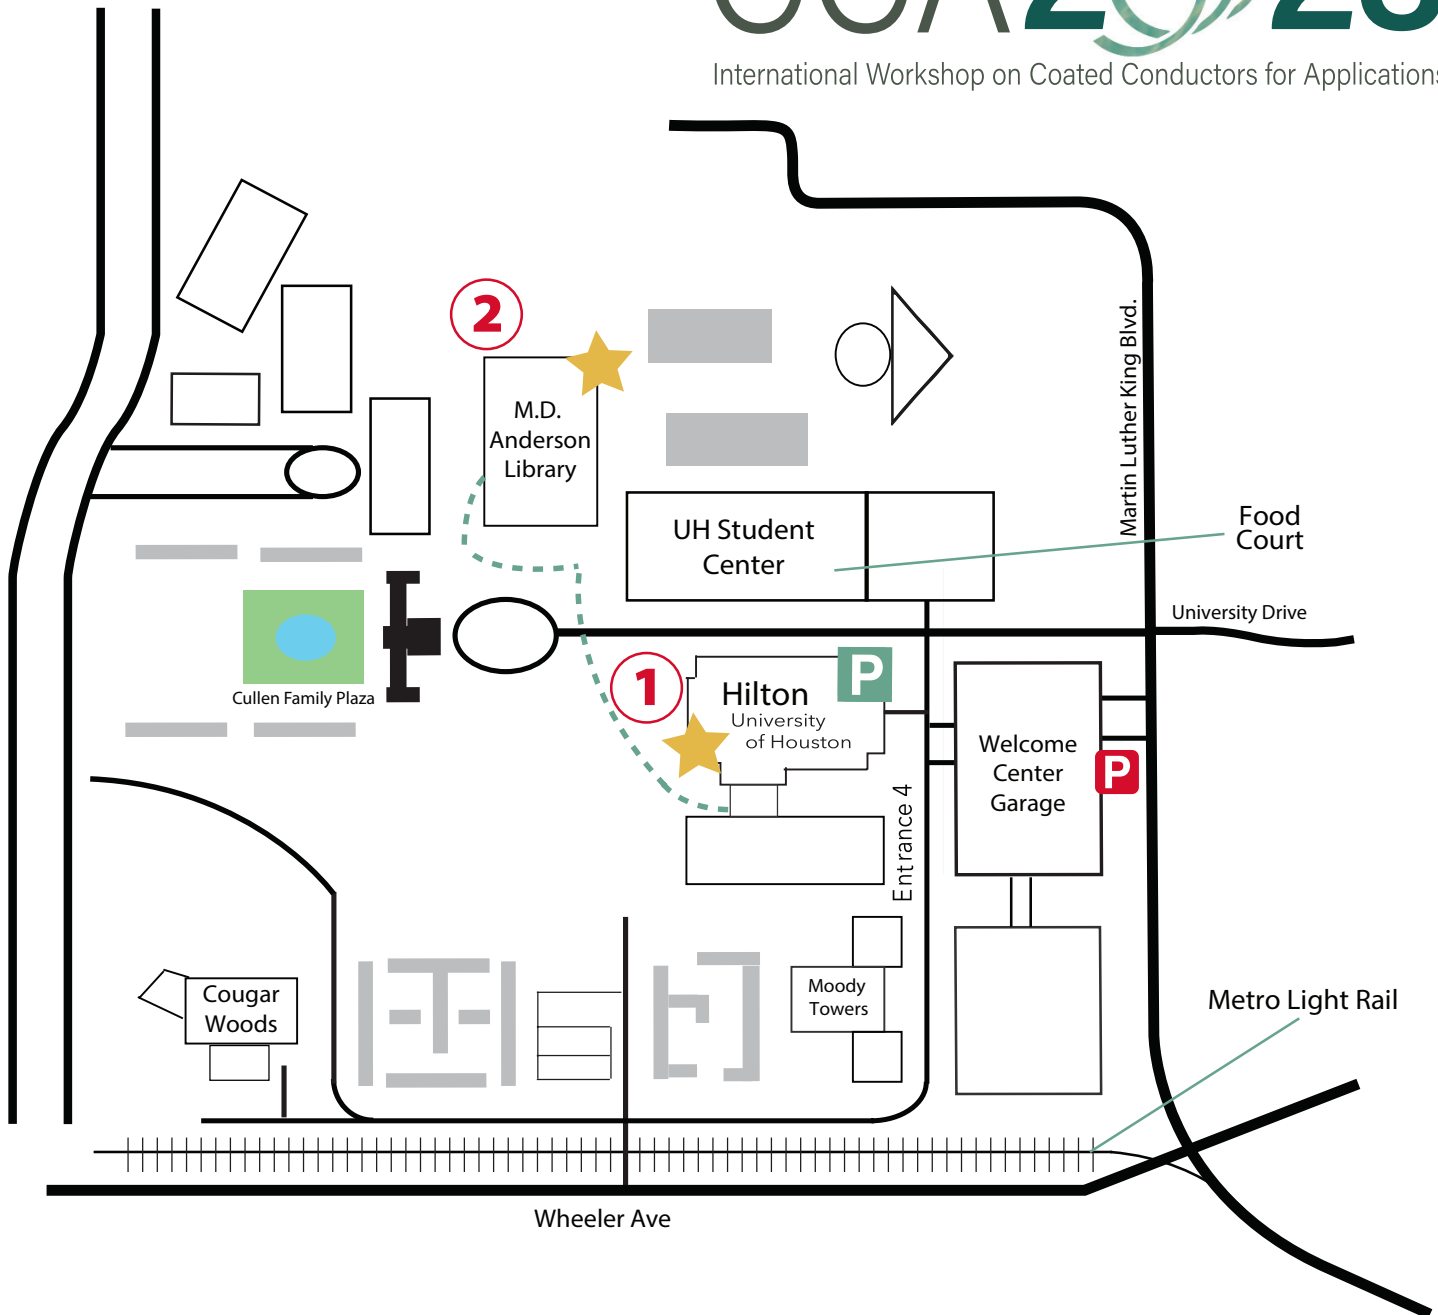 CCA 2023
International Workshop on Coated Conductors for Applications
2
M.D.
Anderson
Library
Martin Luther King Blvd.
UH Student
Center
Food
Court
University Drive
1
Hilton
University
of Houston
P
Cullen Family Plaza
Welcome
Center
Garage
P
Entrance 4
Cougar
Woods
Moody
Towers
Metro Light Rail
Wheeler Ave